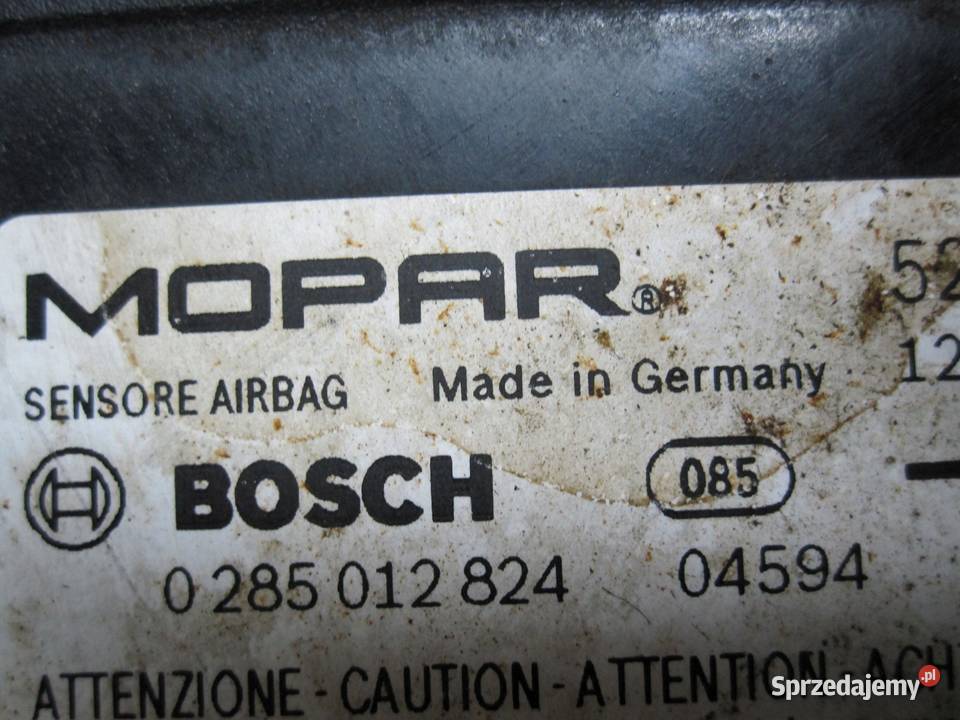 MOPAR®
SENSORE AIRBAG Made in Germany
BOSCH 085
0 285 012 824 04594
ATTENZIONE - CAUTION - ATTENTION -
Sprzedajemy.pl